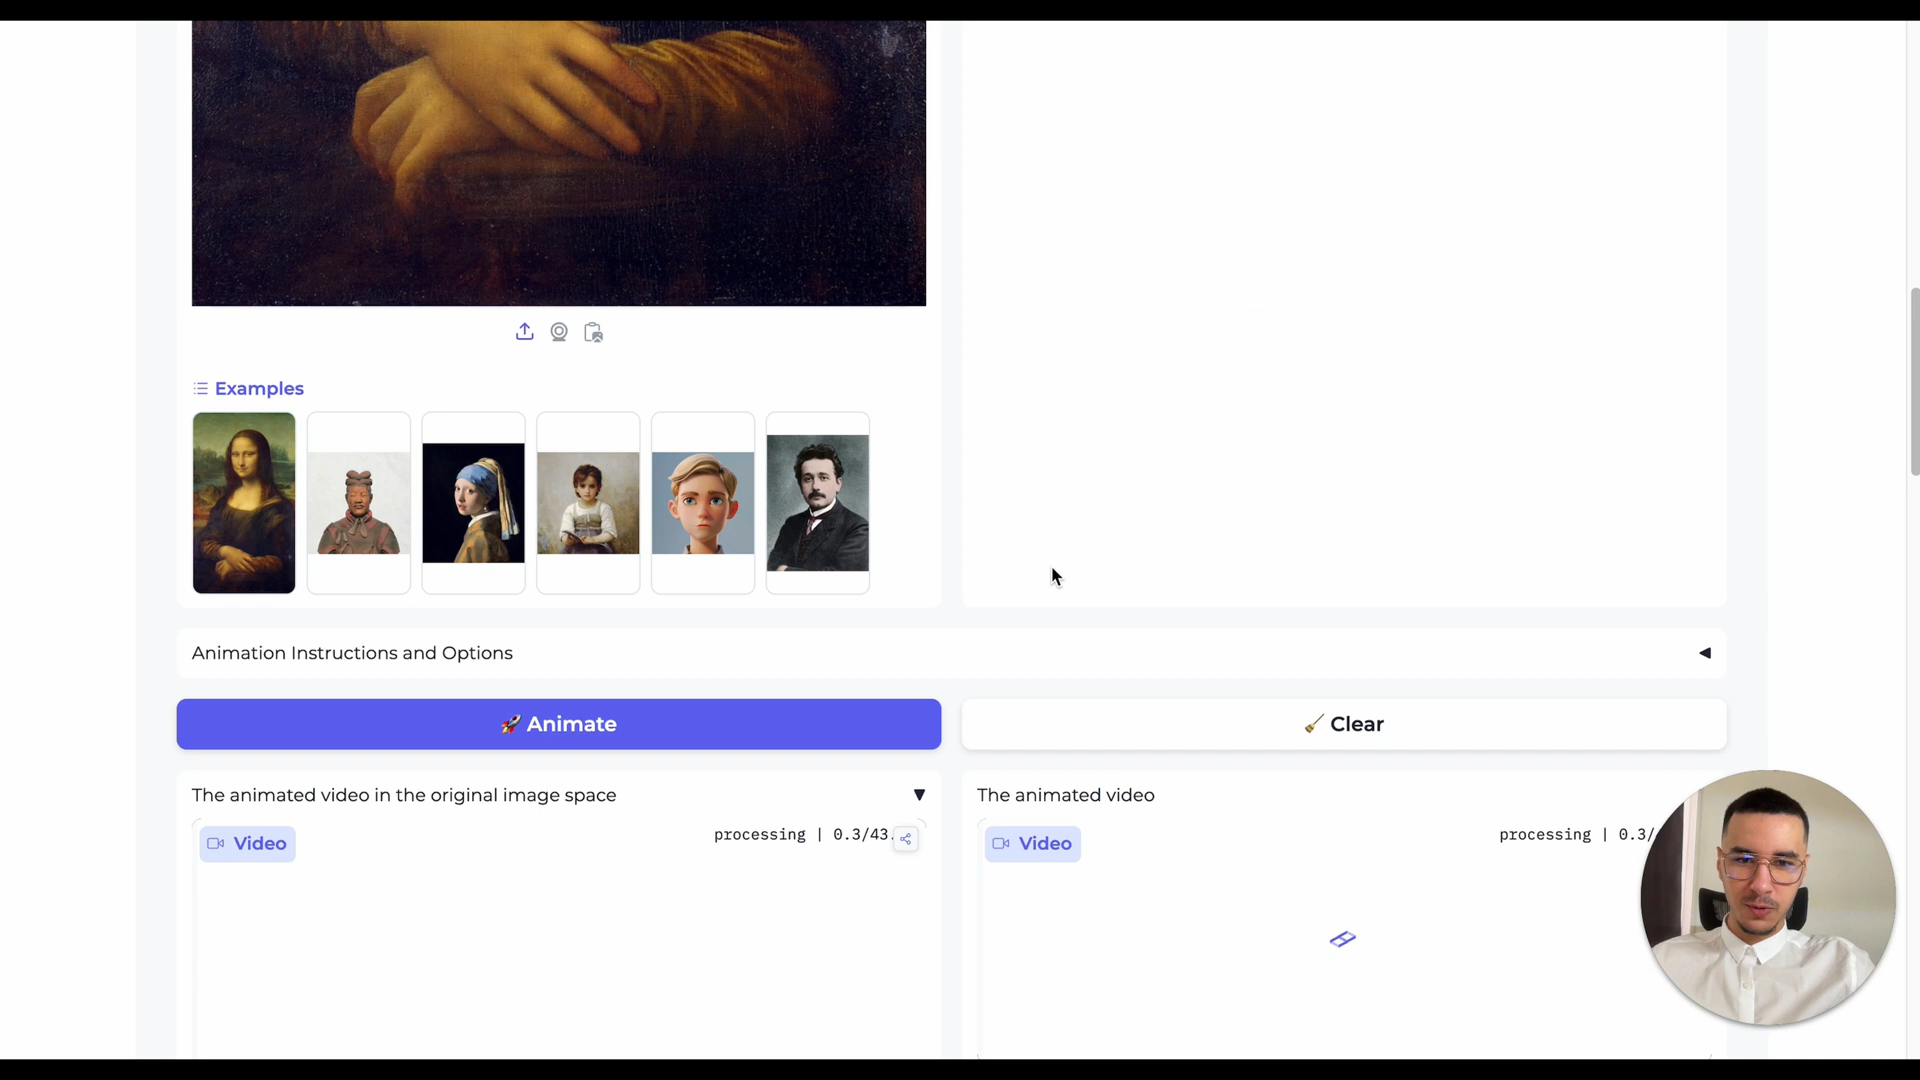 Examples
Animation Instructions and Options
🚀 Animate
🧹 Clear
The animated video in the original image space
The animated video
Video
processing | 0.3/43.
Video
processing | 0.3/